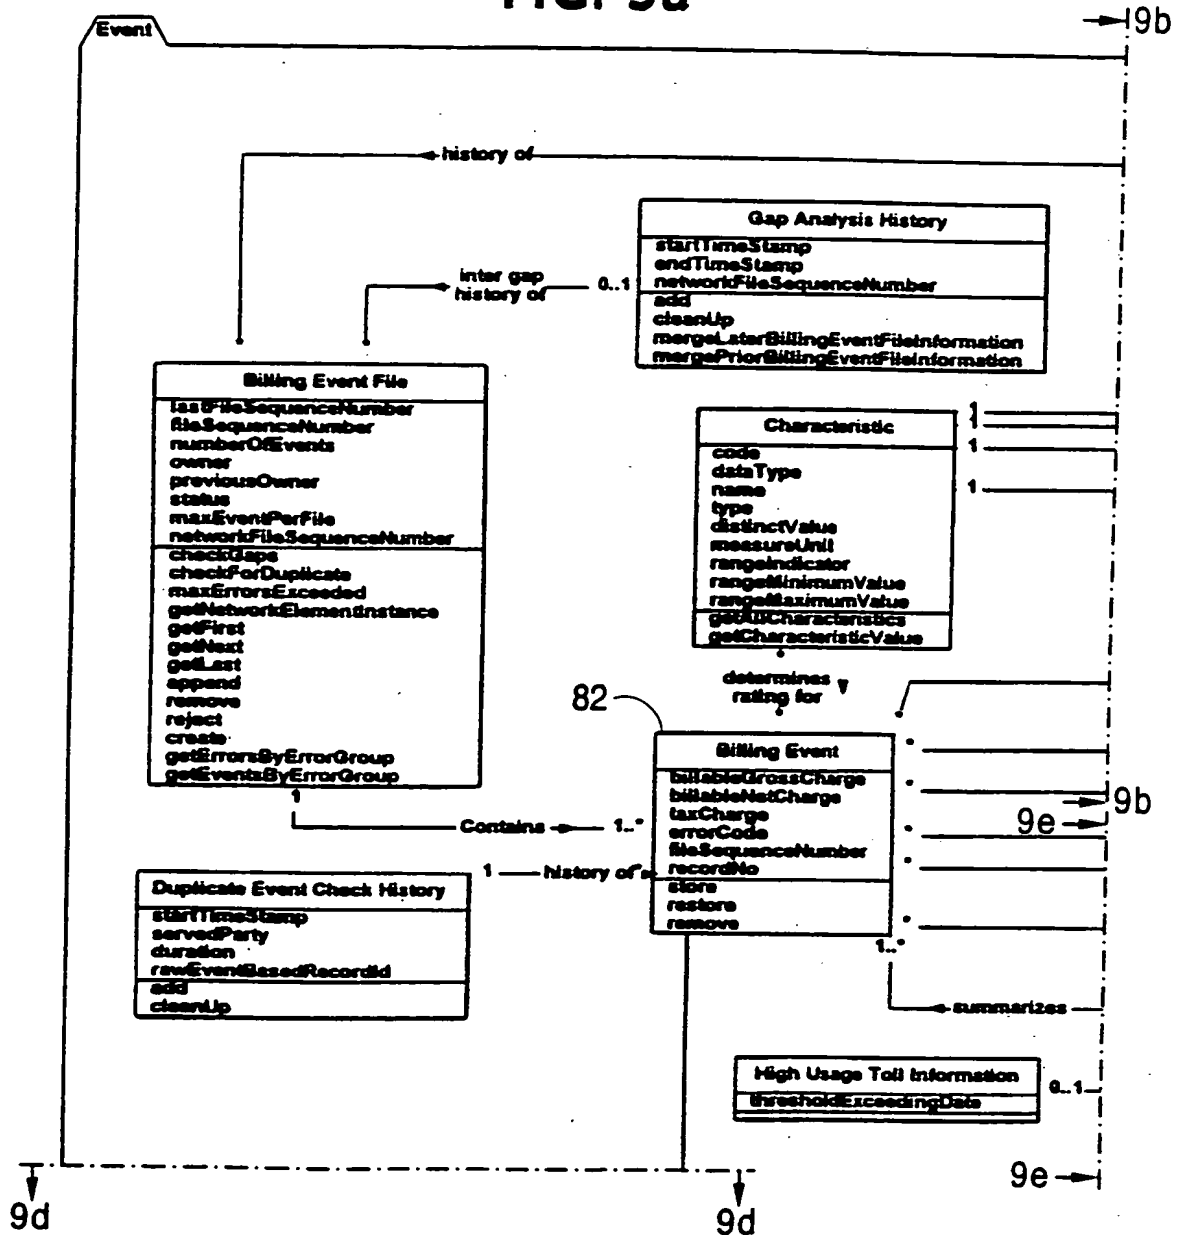 FIG. 9a
9b
Event
history of
Gap Analysis History
startTimeStamp
endTimeStamp
networkFileSequenceNumber
add
cleanUp
mergeLaterBillingEventFileInformation
mergePriorBillingEventFileInformation
inter gap
history of
0..1
*
*
Billing Event File
lastFileSequenceNumber
fileSequenceNumber
numberOfEvents
owner
previousOwner
status
maxEventPerFile
networkFileSequenceNumber
checkGaps
checkForDuplicate
maxErrorsExceeded
getNetworkElementInstance
getFirst
getNext
getLast
append
remove
reject
create
getErrorsByErrorGroup
getEventsByErrorGroup
1
Characteristic
code
dataType
name
type
distinctValue
measureUnit
rangeIndicator
rangeMinimumValue
rangeMaximumValue
getAllCharacteristics
getCharacteristicValue
1
1
1
1
*
determines
rating for
*
*
82
Billing Event
billableGrossCharge
billableNetCharge
taxCharge
errorCode
fileSequenceNumber
recordNo
store
restore
remove
*
*
*
*
*
9b
9e
Contains
1..*
1
history of
*
1..*
summarizes
Duplicate Event Check History
startTimeStamp
servedParty
duration
rawEventBasedRecordId
add
cleanUp
High Usage Toll Information
thresholdExceedingDate
0..1
9e
9d
9d